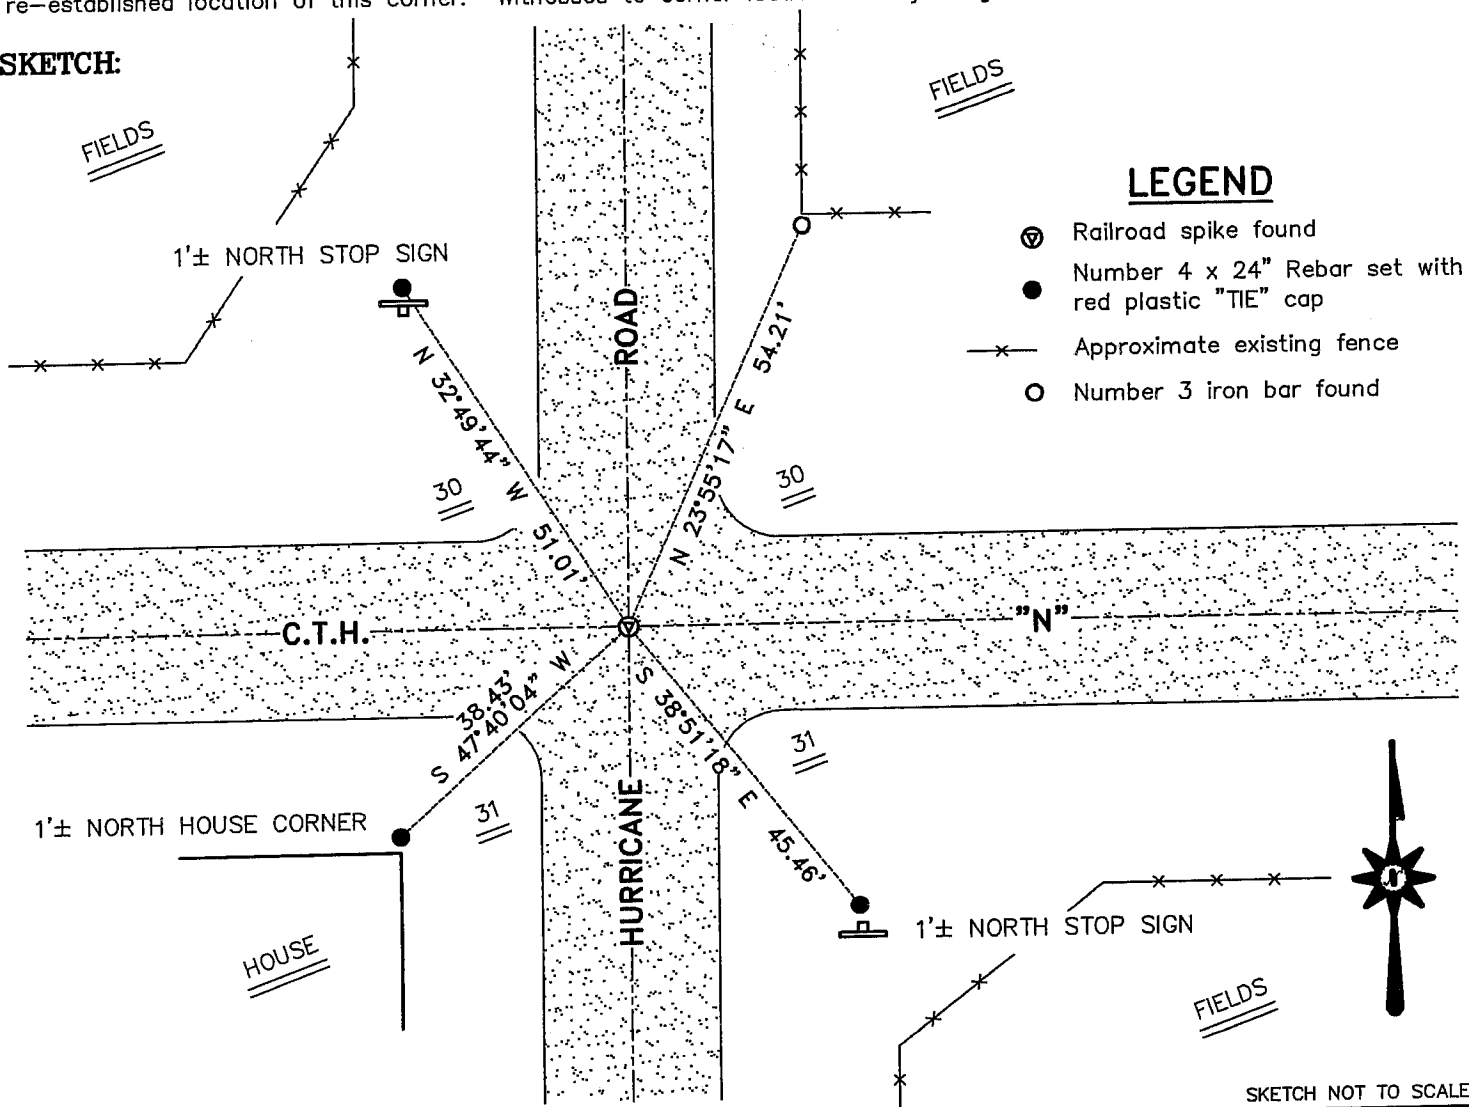 re-established location of this corner.
SKETCH:
FIELDS
FIELDS
LEGEND
Railroad spike found
Number 4 x 24" Rebar set with
red plastic "TIE" cap
Approximate existing fence
Number 3 iron bar found
1'± NORTH STOP SIGN
ROAD
N 32°49'44" W 51.01'
N 23°55'17" E 54.21'
30
30
C.T.H.
"N"
38.43'
S 47°40'04" W
S 38°51'18" E 45.46'
31
31
1'± NORTH HOUSE CORNER
HURRICANE
HOUSE
1'± NORTH STOP SIGN
FIELDS
N
SKETCH NOT TO SCALE